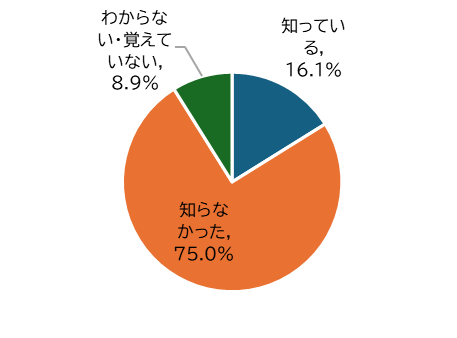 わからな
い・覚えて
いない,
8.9%
知ってい
る,
16.1%
知らな
かった,
75.0%